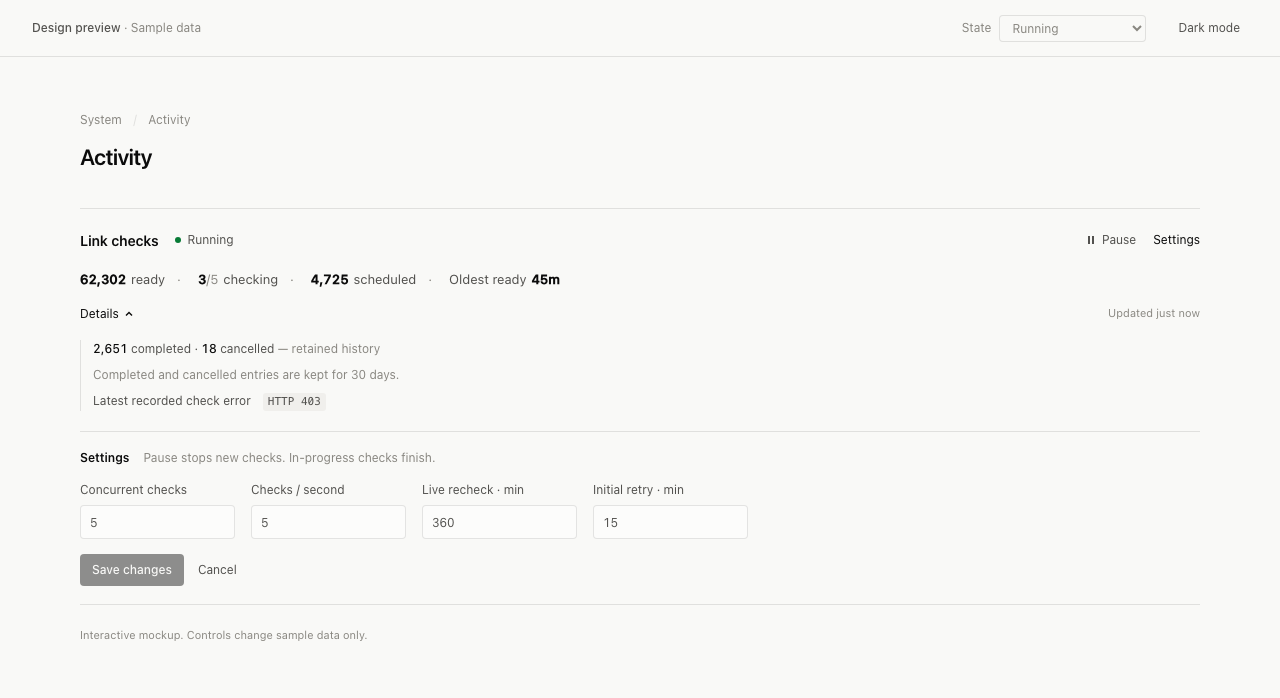 Design preview · Sample data
State Running Dark mode
System / Activity
Activity
Link checks Running Pause Settings
62,302 ready · 3/5 checking · 4,725 scheduled · Oldest ready 45m
Details Updated just now
2,651 completed · 18 cancelled — retained history
Completed and cancelled entries are kept for 30 days.
Latest recorded check error HTTP 403
Settings Pause stops new checks. In-progress checks finish.
Concurrent checks Checks / second Live recheck · min Initial retry · min
5 5 360 15
Save changes Cancel
Interactive mockup. Controls change sample data only.